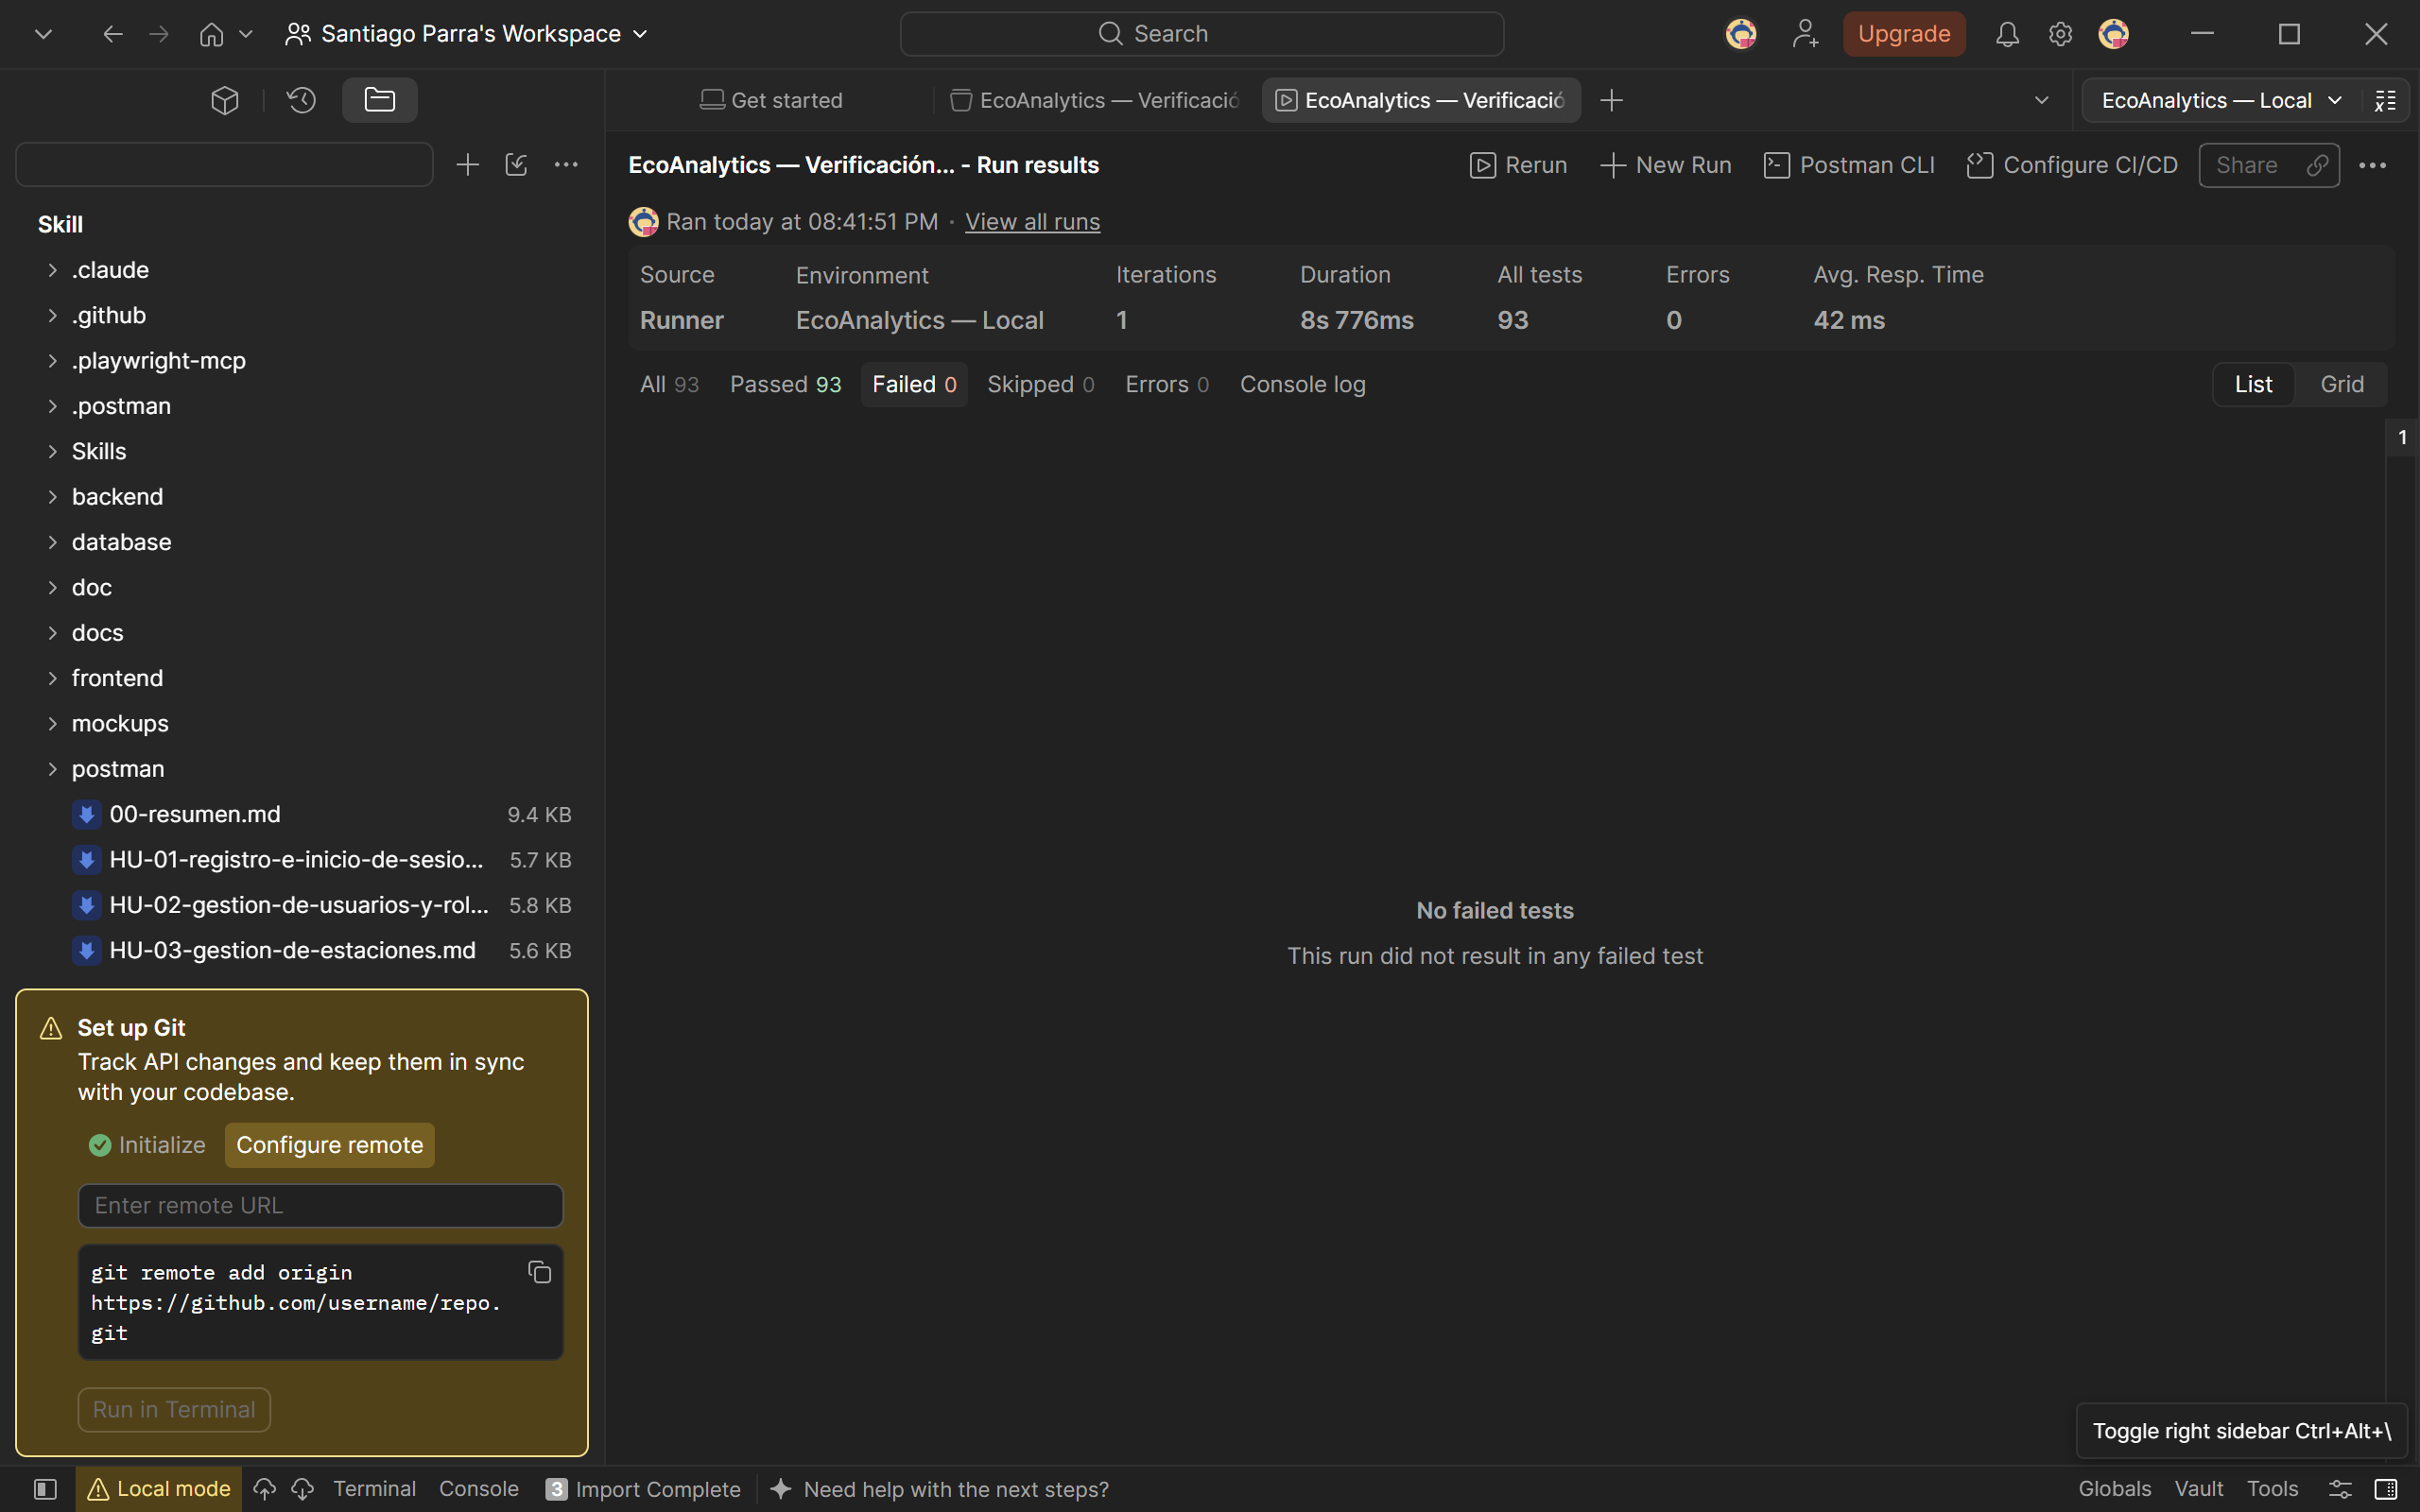 Santiago Parra's Workspace
Search
Upgrade
Get started
EcoAnalytics — Verificació
EcoAnalytics — Verificació
EcoAnalytics — Local
Skill
.claude
.github
.playwright-mcp
.postman
Skills
backend
database
doc
docs
frontend
mockups
postman
00-resumen.md 9.4 KB
HU-01-registro-e-inicio-de-sesio... 5.7 KB
HU-02-gestion-de-usuarios-y-rol... 5.8 KB
HU-03-gestion-de-estaciones.md 5.6 KB
Set up Git
Track API changes and keep them in sync
with your codebase.
Initialize Configure remote
Enter remote URL
git remote add origin
https://github.com/username/repo.
git
Run in Terminal
EcoAnalytics — Verificación... - Run results
Rerun New Run Postman CLI Configure CI/CD Share
Ran today at 08:41:51 PM · View all runs
Source Environment Iterations Duration All tests Errors Avg. Resp. Time
Runner EcoAnalytics — Local 1 8s 776ms 93 0 42 ms
All 93 Passed 93 Failed 0 Skipped 0 Errors 0 Console log List Grid
1
No failed tests
This run did not result in any failed test
Toggle right sidebar Ctrl+Alt+\
Local mode Terminal Console 3 Import Complete Need help with the next steps? Globals Vault Tools